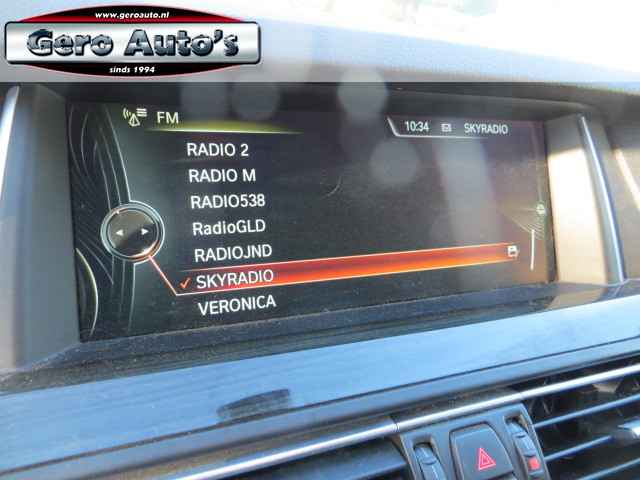 www.geroauto.nl
Gero Auto's
sinds 1994
FM
10:34 SKYRADIO
RADIO 2
RADIO M
RADIO538
RadioGLD
RADIOJND
✓ SKYRADIO
VERONICA